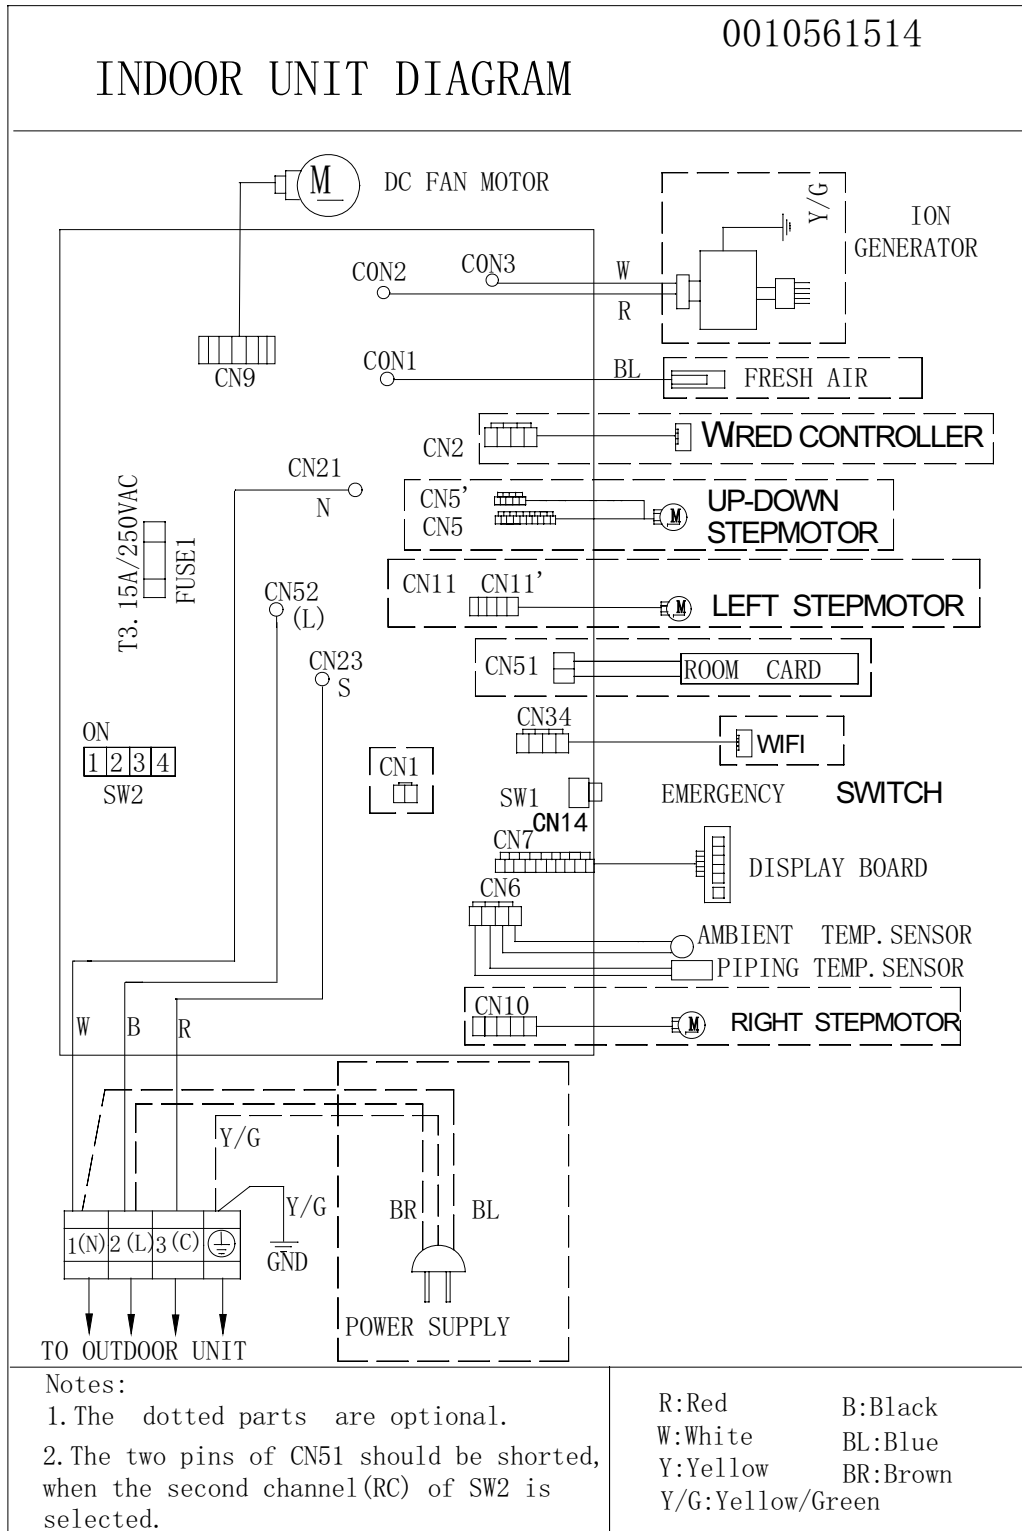 0010561514
INDOOR UNIT DIAGRAM
M
DC FAN MOTOR
Y/G
ION
GENERATOR
CON2
CON3
W
R
CN9
CON1
BL
FRESH AIR
CN2
WIRED CONTROLLER
CN21
N
CN5'
CN5
M
UP-DOWN
STEPMOTOR
T3.15A/250VAC
FUSE1
CN52
(L)
CN11 CN11'
M
LEFT STEPMOTOR
CN23
S
CN51
ROOM CARD
ON
1 2 3 4
SW2
CN34
WIFI
CN1
SW1
EMERGENCY SWITCH
CN14
CN7
DISPLAY BOARD
CN6
AMBIENT TEMP.SENSOR
PIPING TEMP.SENSOR
CN10
M
RIGHT STEPMOTOR
W
B
R
Y/G
Y/G
BR
BL
1(N) 2(L) 3(C)
GND
POWER SUPPLY
TO OUTDOOR UNIT
Notes:
1.The dotted parts are optional.
2.The two pins of CN51 should be shorted,
when the second channel(RC) of SW2 is
selected.
R:Red B:Black
W:White BL:Blue
Y:Yellow BR:Brown
Y/G:Yellow/Green